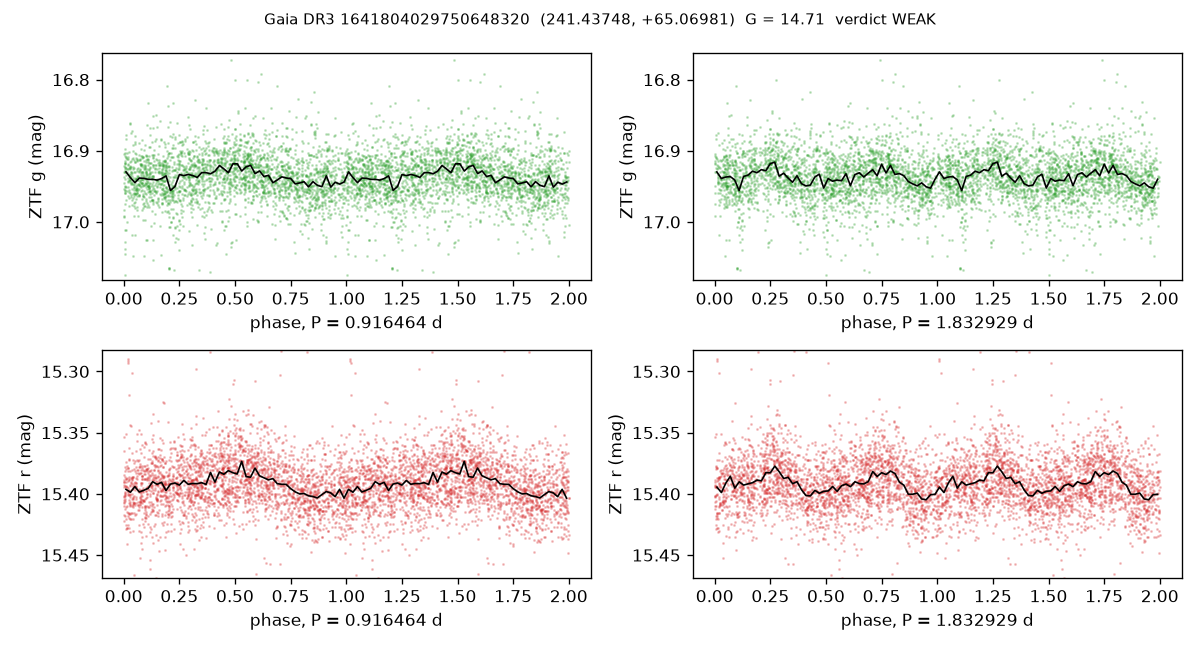 Gaia DR3 1641804029750648320 (241.43748, +65.06981) G = 14.71 verdict WEAK
ZTF g (mag)
16.8
16.9
17.0
0.00 0.25 0.50 0.75 1.00 1.25 1.50 1.75 2.00
phase, P = 0.916464 d
ZTF g (mag)
16.8
16.9
17.0
0.00 0.25 0.50 0.75 1.00 1.25 1.50 1.75 2.00
phase, P = 1.832929 d
ZTF r (mag)
15.30
15.35
15.40
15.45
0.00 0.25 0.50 0.75 1.00 1.25 1.50 1.75 2.00
phase, P = 0.916464 d
ZTF r (mag)
15.30
15.35
15.40
15.45
0.00 0.25 0.50 0.75 1.00 1.25 1.50 1.75 2.00
phase, P = 1.832929 d